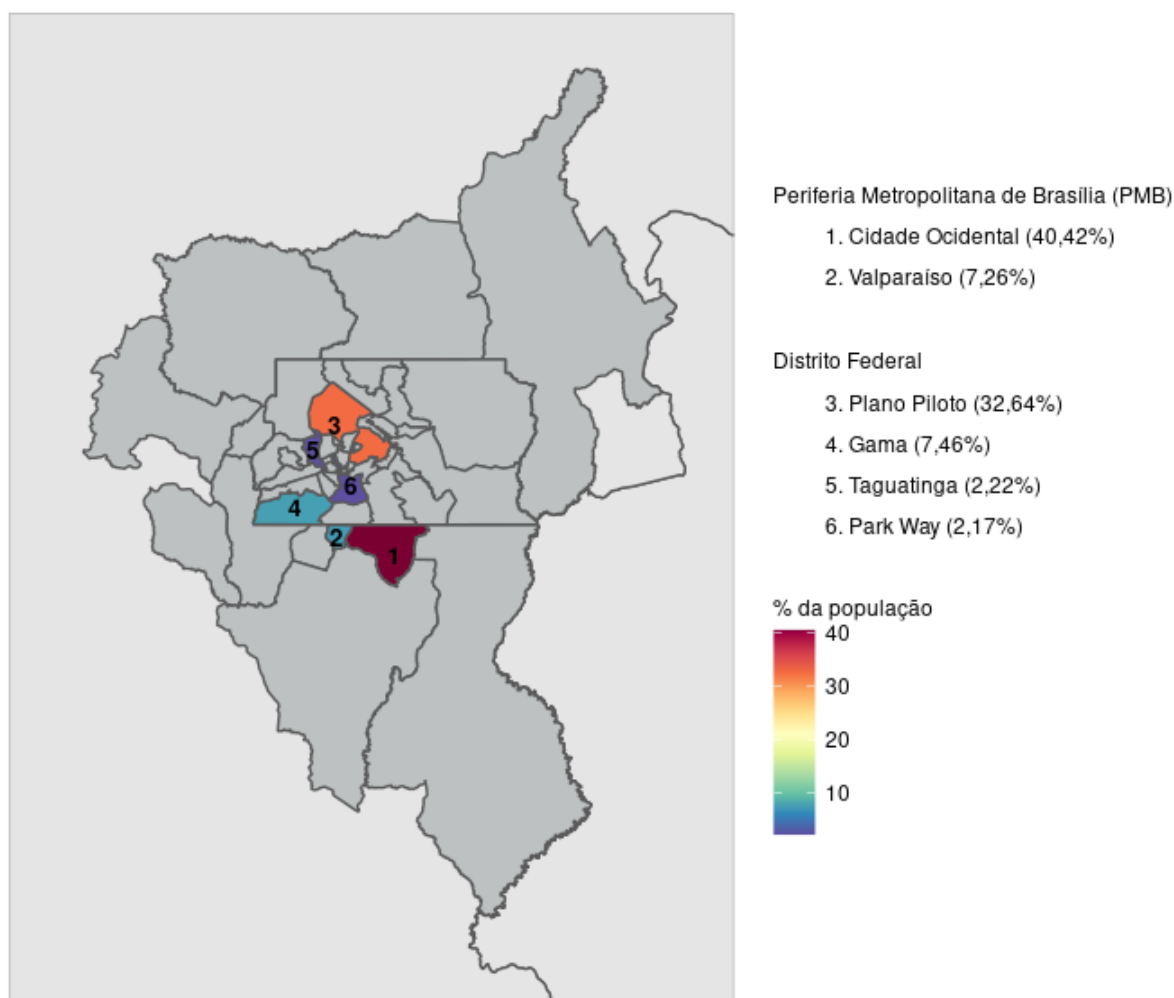 Periferia Metropolitana de Brasília (PMB)
1. Cidade Ocidental (40,42%)
2. Valparaíso (7,26%)
Distrito Federal
3. Plano Piloto (32,64%)
4. Gama (7,46%)
5. Taguatinga (2,22%)
6. Park Way (2,17%)
% da população
40
30
20
10
3
5
6
4
2
1